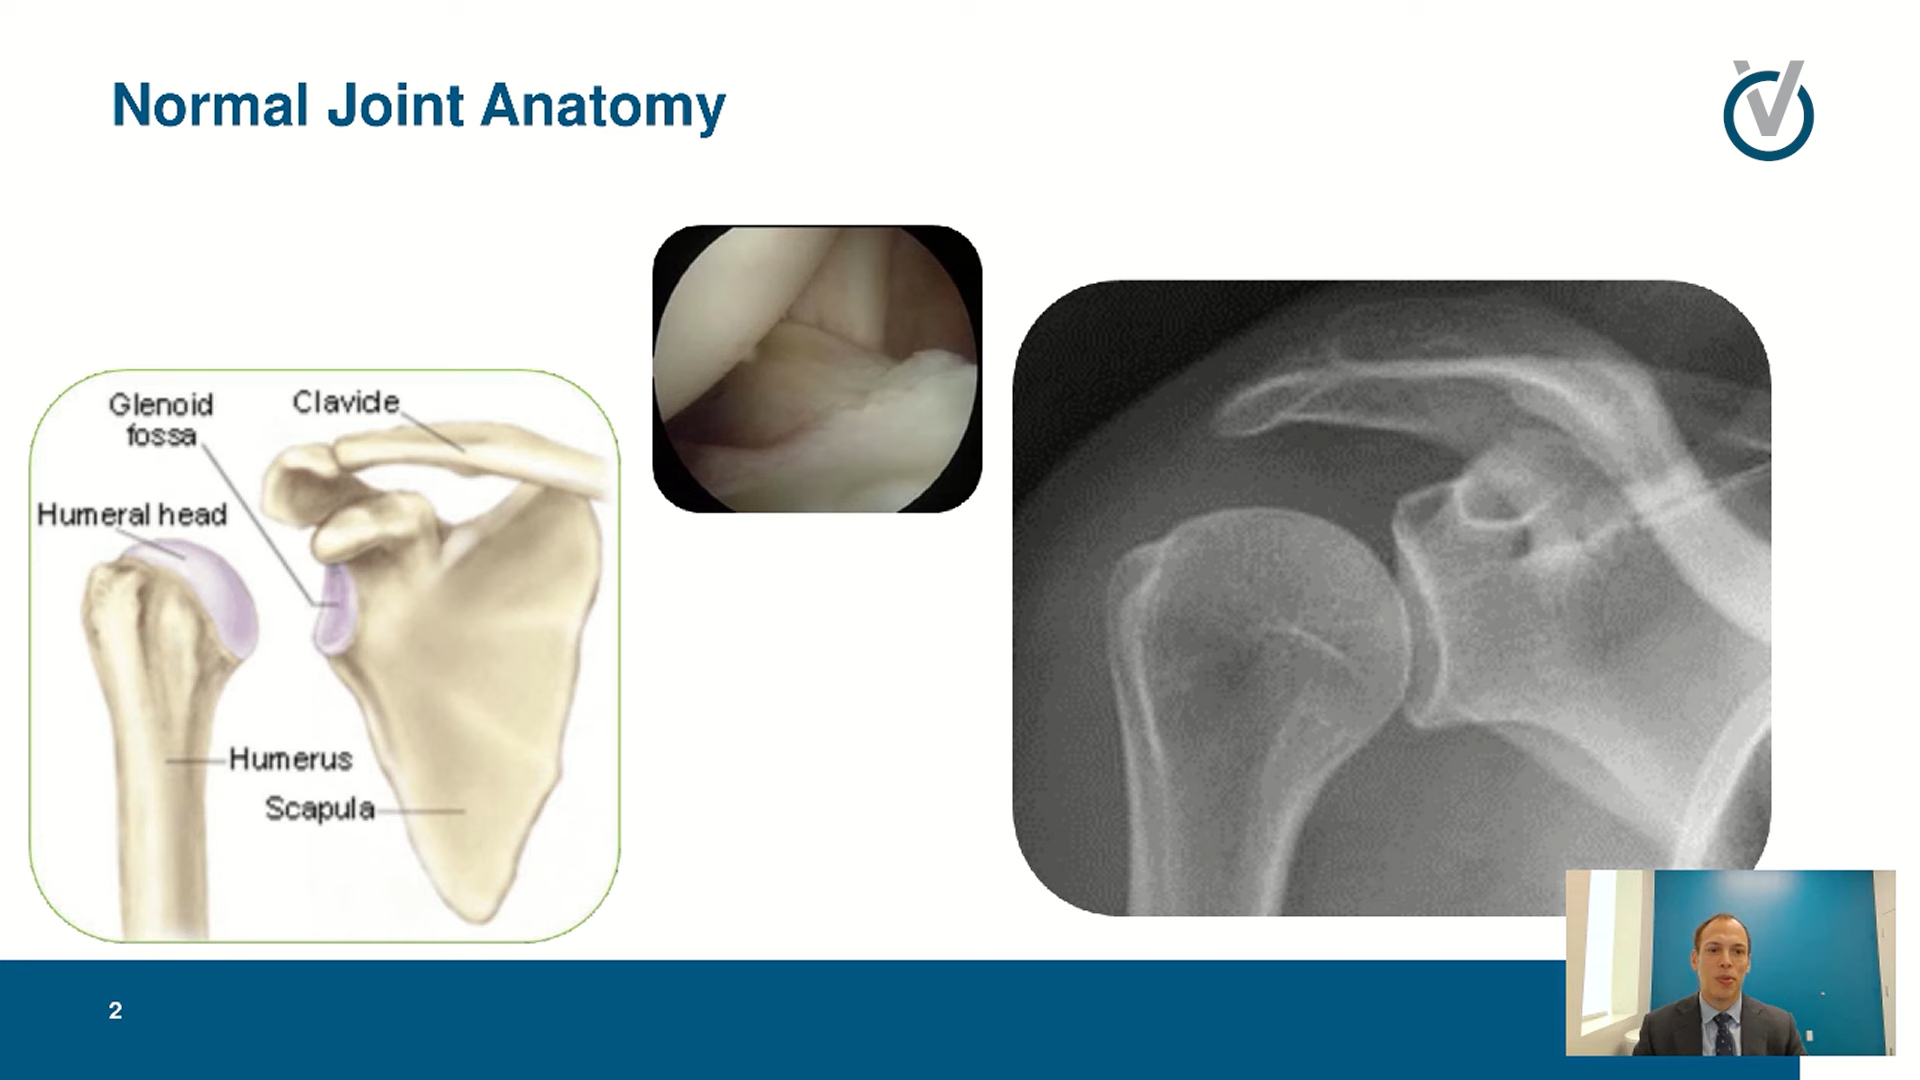 Normal Joint Anatomy
Glenoid
fossa
Clavicle
Humeral head
Humerus
Scapula
2